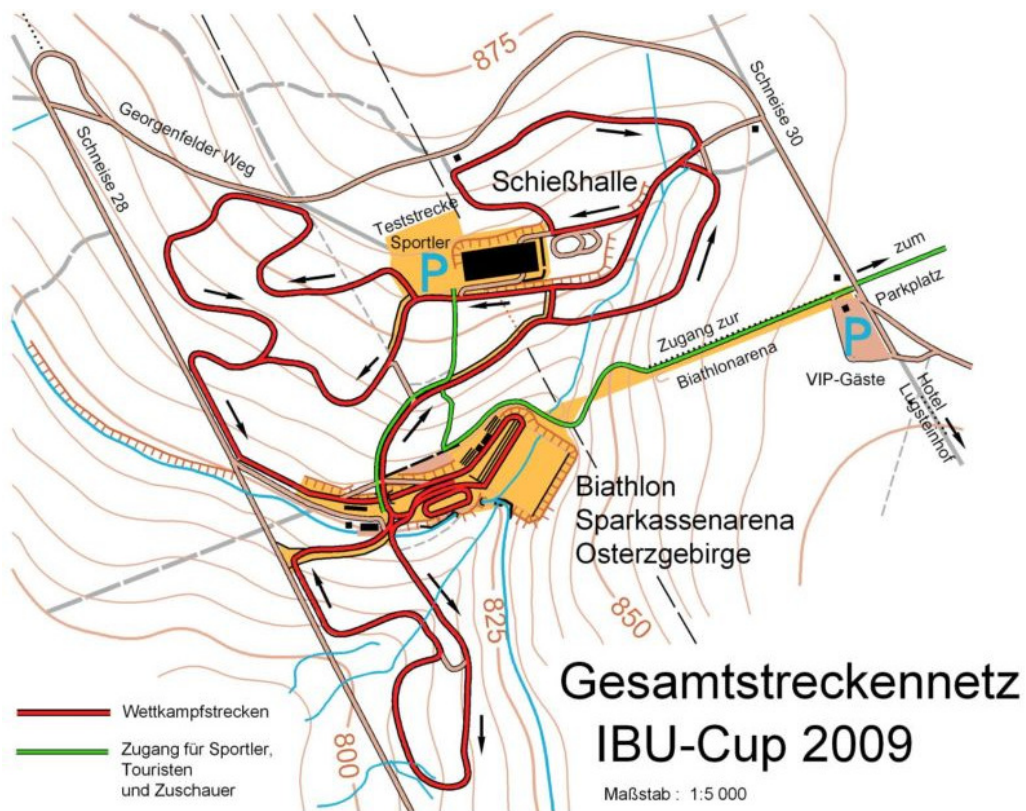 875
Schneise 30
Georgenfelder Weg
Schneise 28
Schießhalle
Teststrecke
Sportler
P
zum
Parkplatz
Zugang zur
Biathlonarena
P
VIP-Gäste
Hotel
Lugsteinhof
Biathlon
Sparkassenarena
Osterzgebirge
850
825
800
Gesamtstreckennetz
IBU-Cup 2009
Maßstab : 1:5 000
Wettkampfstrecken
Zugang für Sportler,
Touristen
und Zuschauer